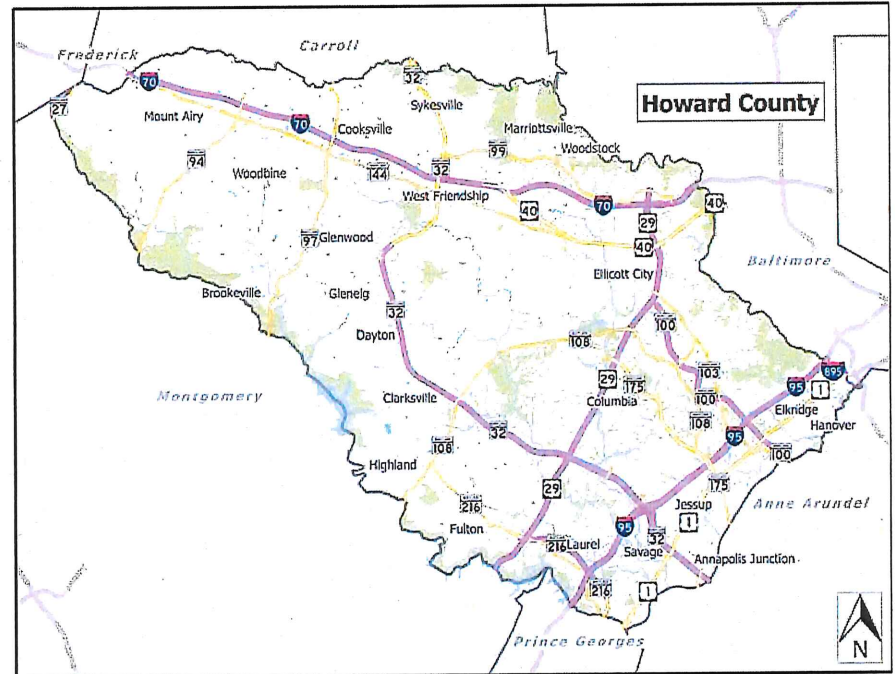 Carroll
Frederick
70
32
27
Sykesville
Howard County
Mount Airy
70
Cooksville
Marriottsville
99
Woodstock
94
144
32
Woodbine
West Friendship
40
70
29
40
97
Glenwood
40
Ellicott City
Baltimore
Brookeville
Glenelg
32
100
Dayton
108
103
895
29
175
95
1
Montgomery
Clarksville
Columbia
100
Elkridge
108
Hanover
32
95
108
100
Highland
175
29
Anne Arundel
216
Jessup
1
Fulton
95
32
216
Laurel
Savage
Annapolis Junction
216
1
Prince Georges
N